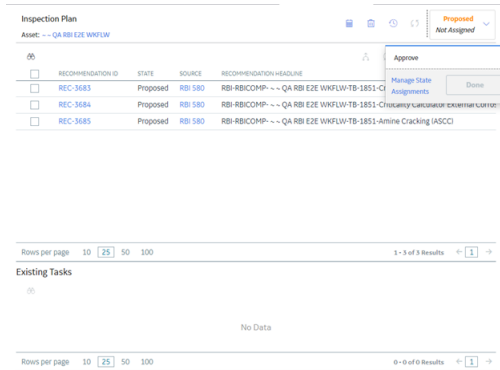 Inspection Plan
Proposed
Not Assigned
Asset: ~ ~ QA RBI E2E WKFLW
Approve
Manage State Assignments
Done
RECOMMENDATION ID STATE SOURCE RECOMMENDATION HEADLINE
REC-3683 Proposed RBI 580 RBI-RBICOMP- ~ ~ QA RBI E2E WKFLW-TB-1851-Cr
REC-3684 Proposed RBI 580 RBI-RBICOMP- ~ ~ QA RBI E2E WKFLW-TB-1851-Criticality Calculator External Corro
REC-3685 Proposed RBI 580 RBI-RBICOMP- ~ ~ QA RBI E2E WKFLW-TB-1851-Amine Cracking (ASCC)
Rows per page 10 25 50 100 1 - 3 of 3 Results 1
Existing Tasks
No Data
Rows per page 10 25 50 100 0 - 0 of 0 Results 1